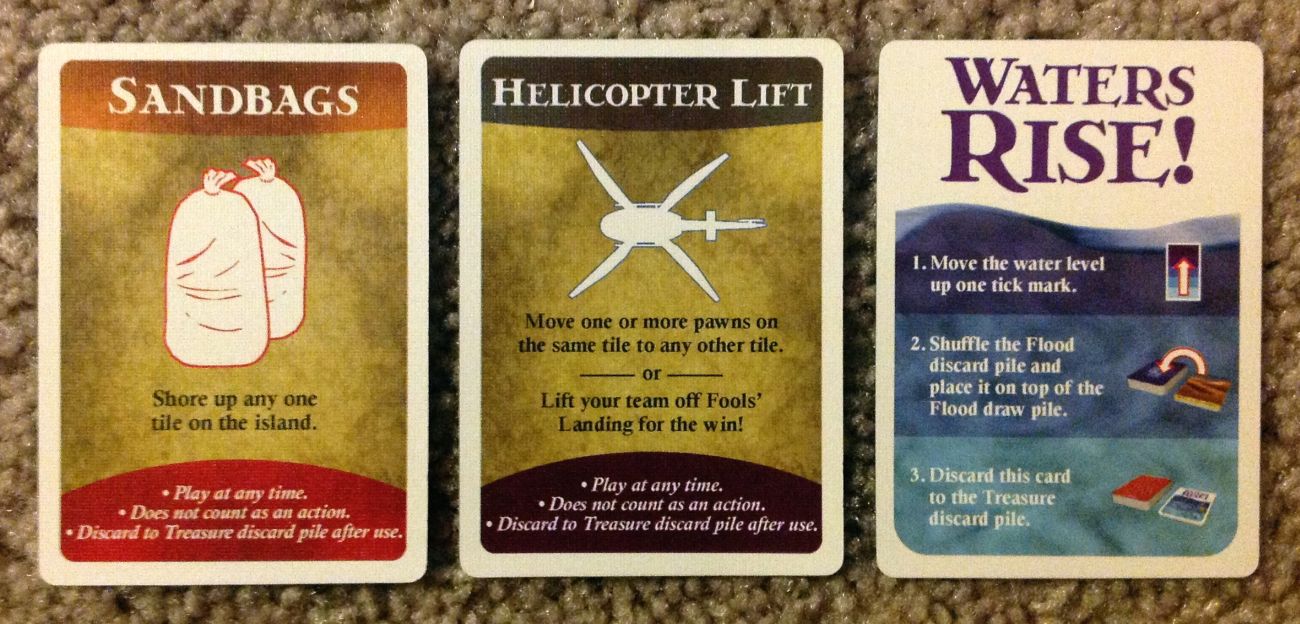 SANDBAGS
Shore up any one
tile on the island.
• Play at any time.
• Does not count as an action.
• Discard to Treasure discard pile after use.
HELICOPTER LIFT
Move one or more pawns on
the same tile to any other tile.
or
Lift your team off Fools'
Landing for the win!
• Play at any time.
• Does not count as an action.
• Discard to Treasure discard pile after use.
WATERS
RISE!
1. Move the water level
up one tick mark.
2. Shuffle the Flood
discard pile and
place it on top of the
Flood draw pile.
3. Discard this card
to the Treasure
discard pile.